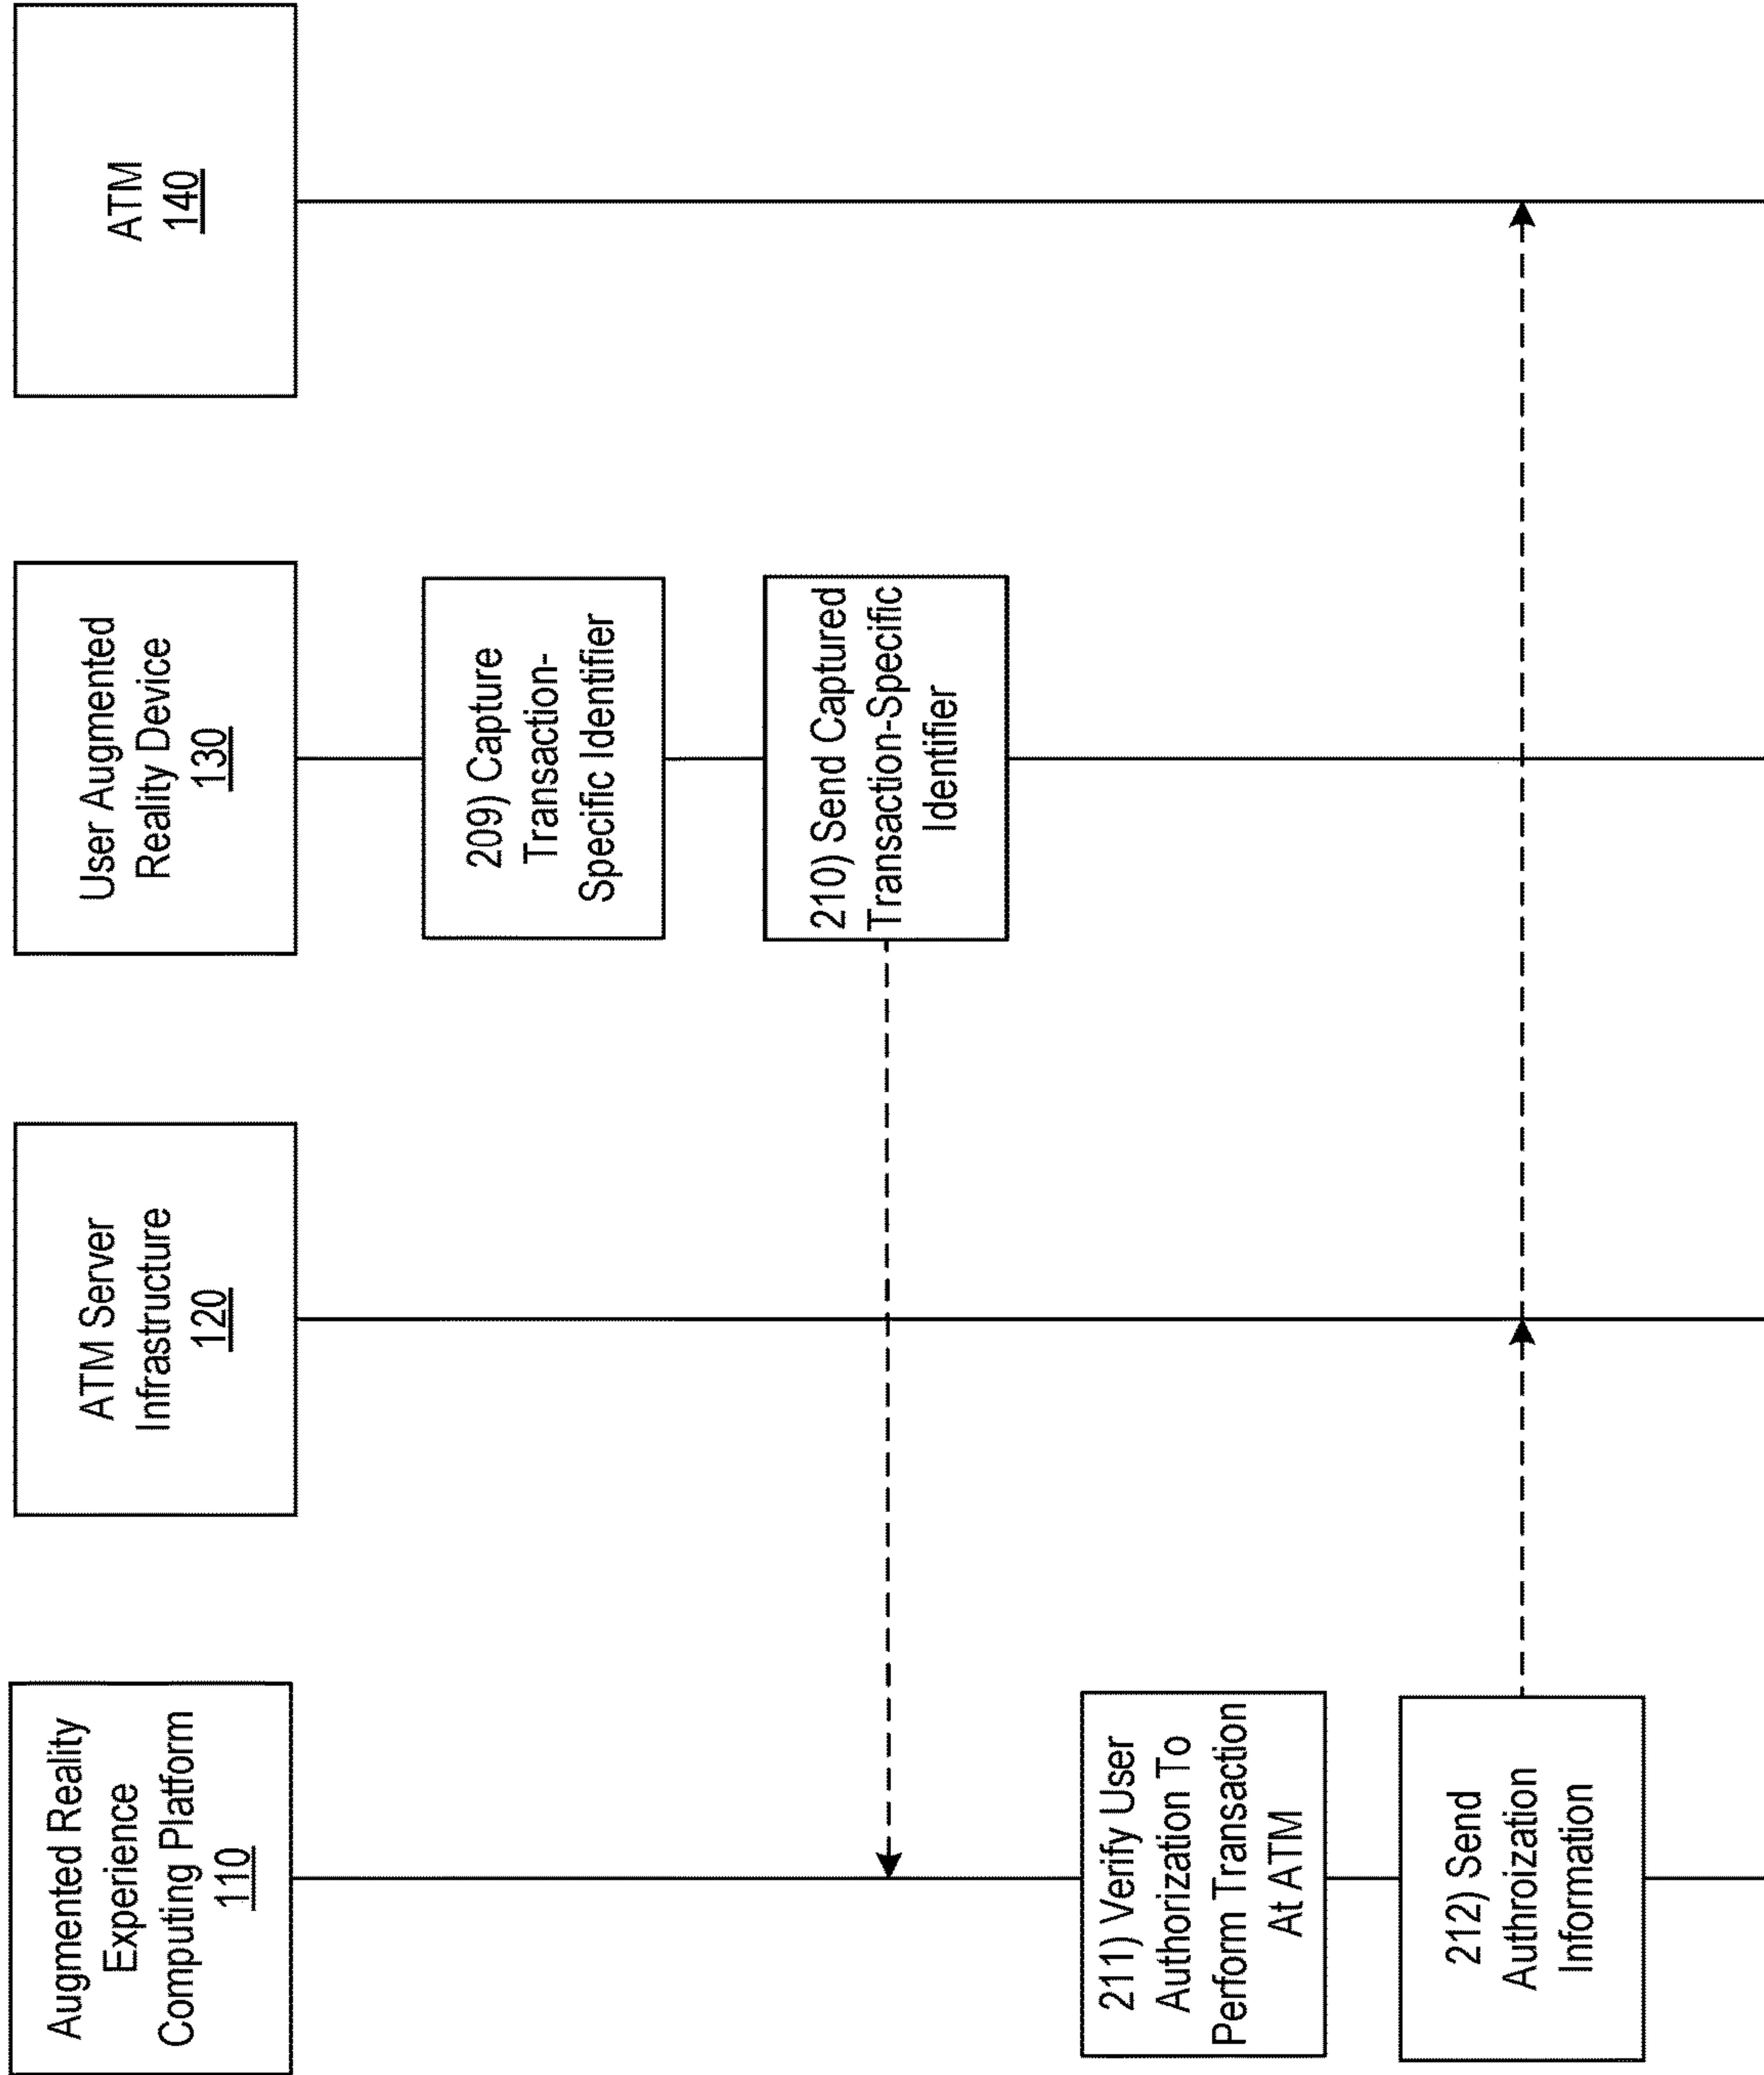 Augmented Reality
Experience
Computing Platform
110
ATM Server
Infrastructure
120
User Augmented
Reality Device
130
ATM
140
209) Capture
Transaction-
Specific Identifier
210) Send Captured
Transaction-Specific
Identifier
211) Verify User
Authorization To
Perform Transaction
At ATM
212) Send
Authroization
Information